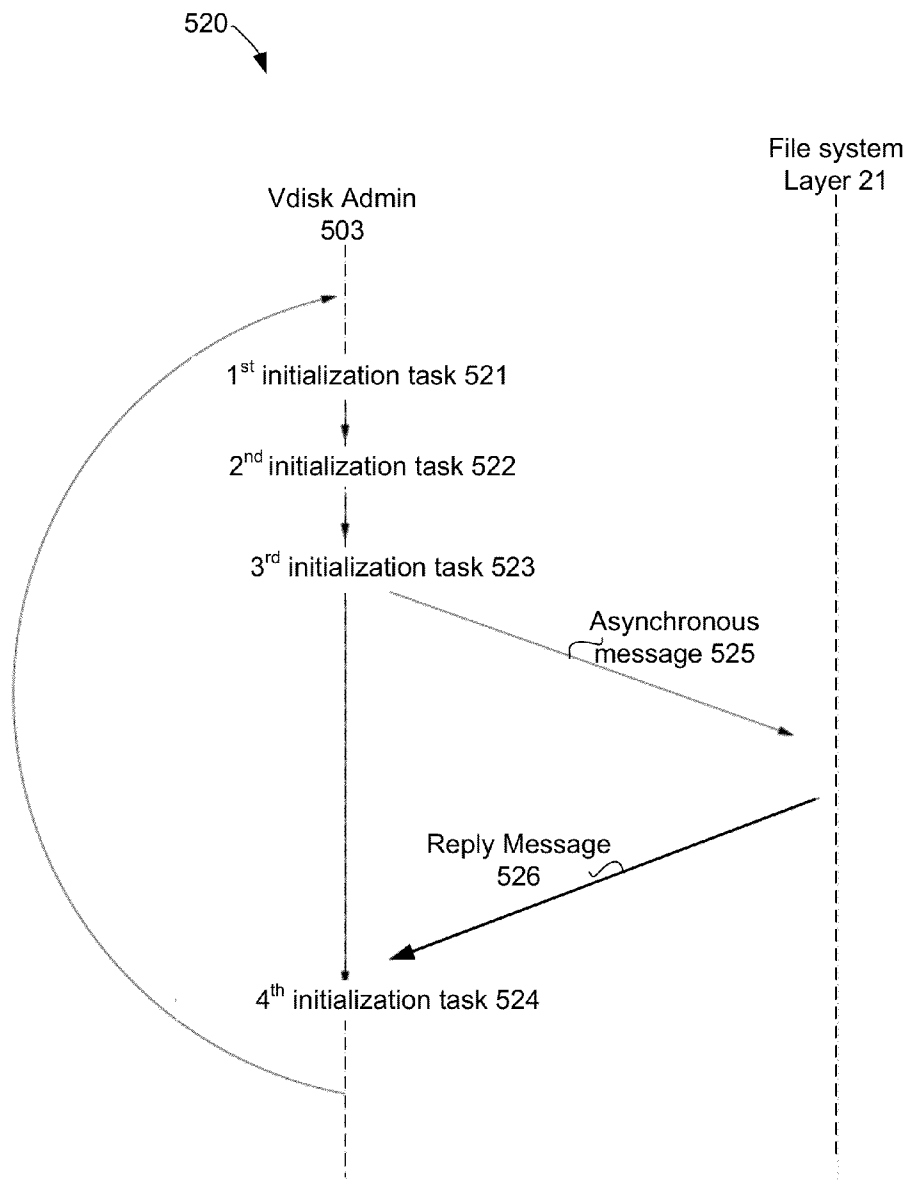 520
File system
Layer 21
Vdisk Admin
503
1st initialization task 521
2nd initialization task 522
3rd initialization task 523
Asynchronous
message 525
Reply Message
526
4th initialization task 524